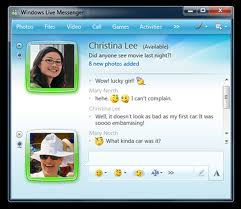 Windows Live Messenger
Photos Files Video Call Games Activities
Christina Lee (Available)
Did anyone see movie last night?!
8 new photos added
Wow! lucky girl!
Mary North
hehe. I can't complain.
Christina Lee
Well, it doesn't look as bad as my first car. It was
soooo embarrasing!
Mary North
What kinda car was it?
A